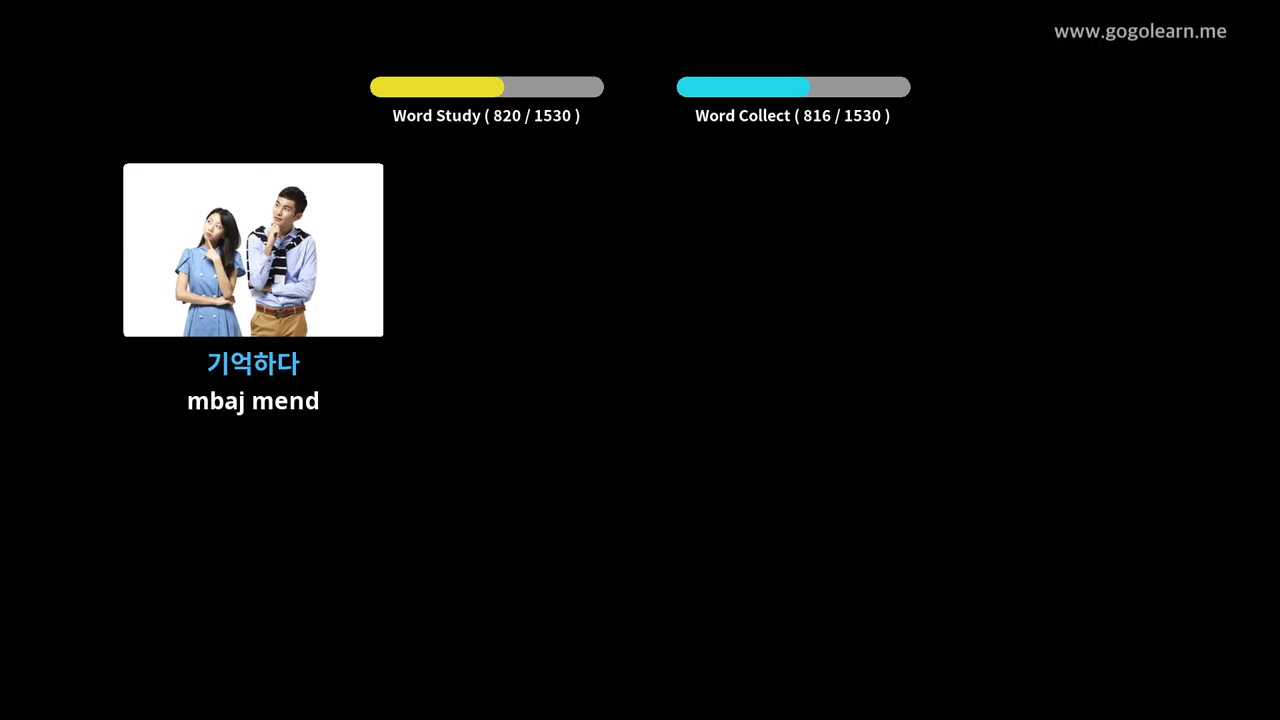 www.gogolearn.me
Word Study ( 820 / 1530 )
Word Collect ( 816 / 1530 )
기억하다
mbaj mend